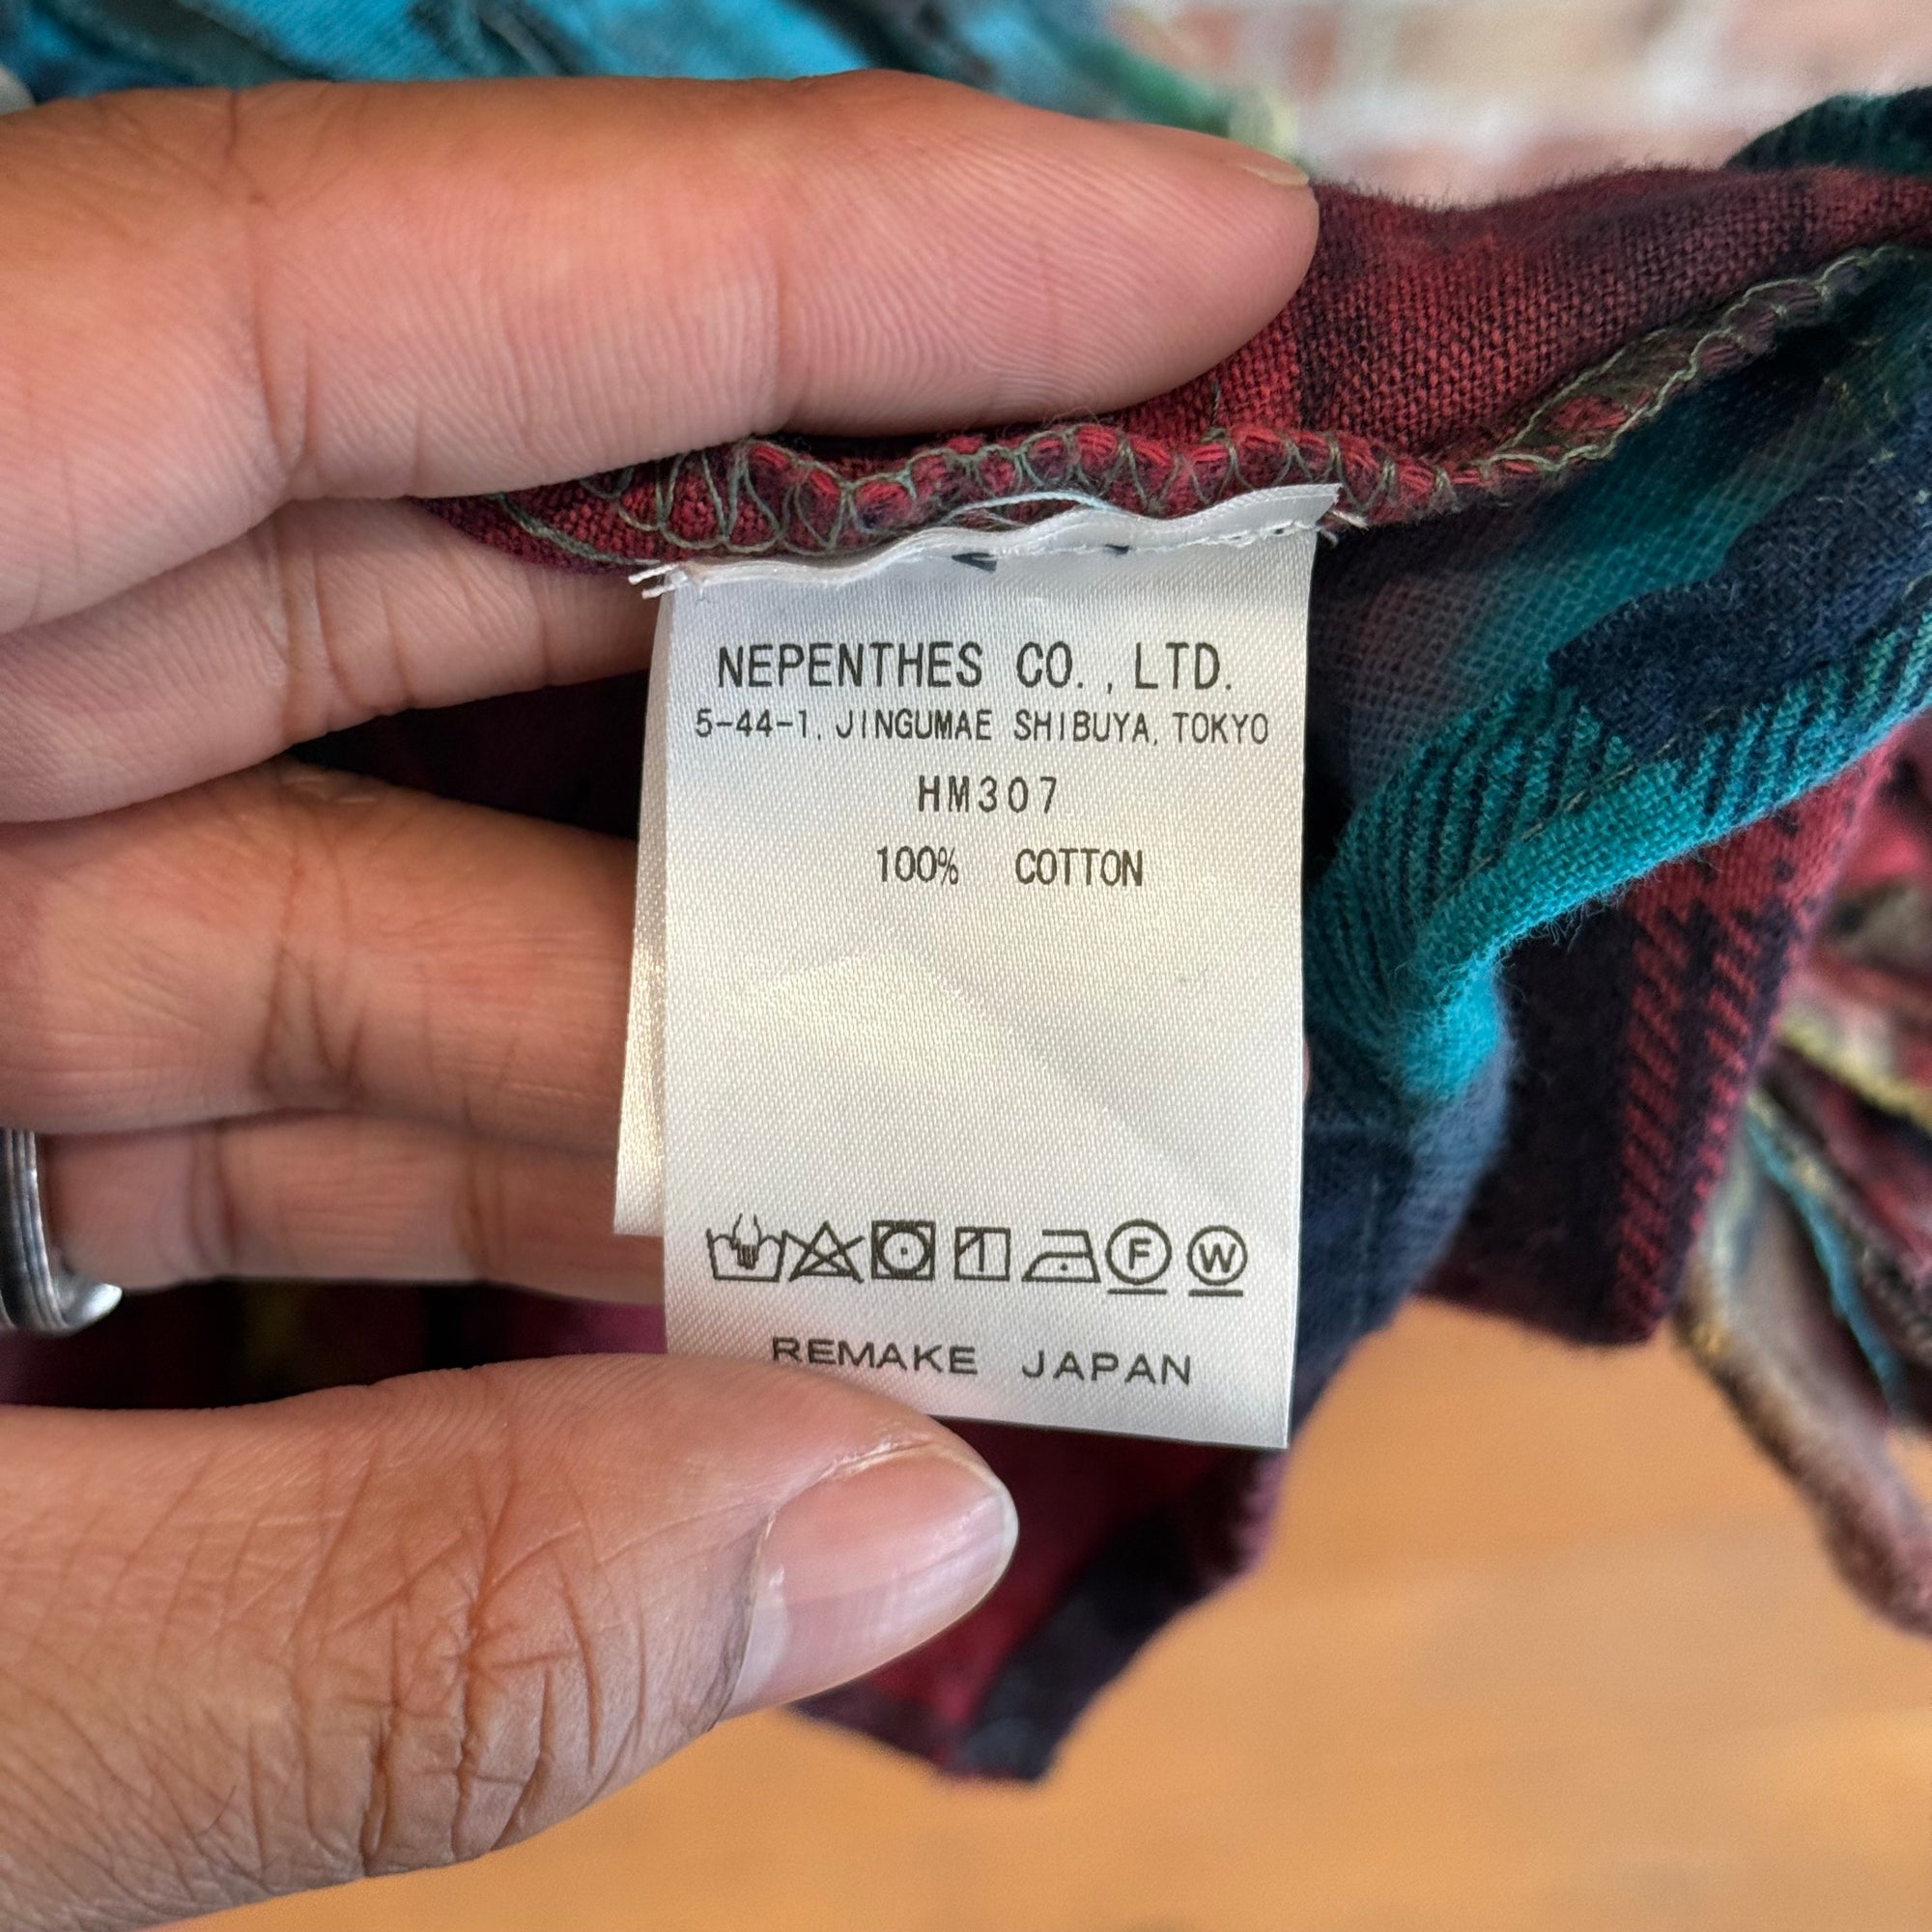 NEPENTHES CO., LTD.
5-44-1, JINGUMAE SHIBUYA, TOKYO
HM307
100% COTTON
F W
REMAKE JAPAN